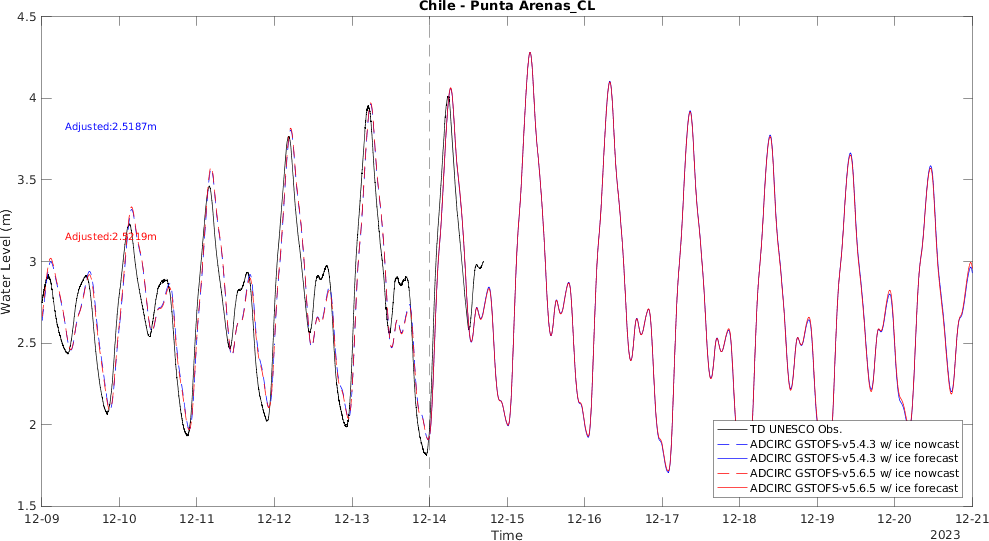 Chile - Punta Arenas_CL
4.5
4
3.5
3
2.5
2
1.5
Water Level (m)
Adjusted:2.5187m
Adjusted:2.5219m
TD UNESCO Obs.
ADCIRC GSTOFS-v5.4.3 w/ ice nowcast
ADCIRC GSTOFS-v5.4.3 w/ ice forecast
ADCIRC GSTOFS-v5.6.5 w/ ice nowcast
ADCIRC GSTOFS-v5.6.5 w/ ice forecast
12-09 12-10 12-11 12-12 12-13 12-14 12-15 12-16 12-17 12-18 12-19 12-20 12-21
Time
2023